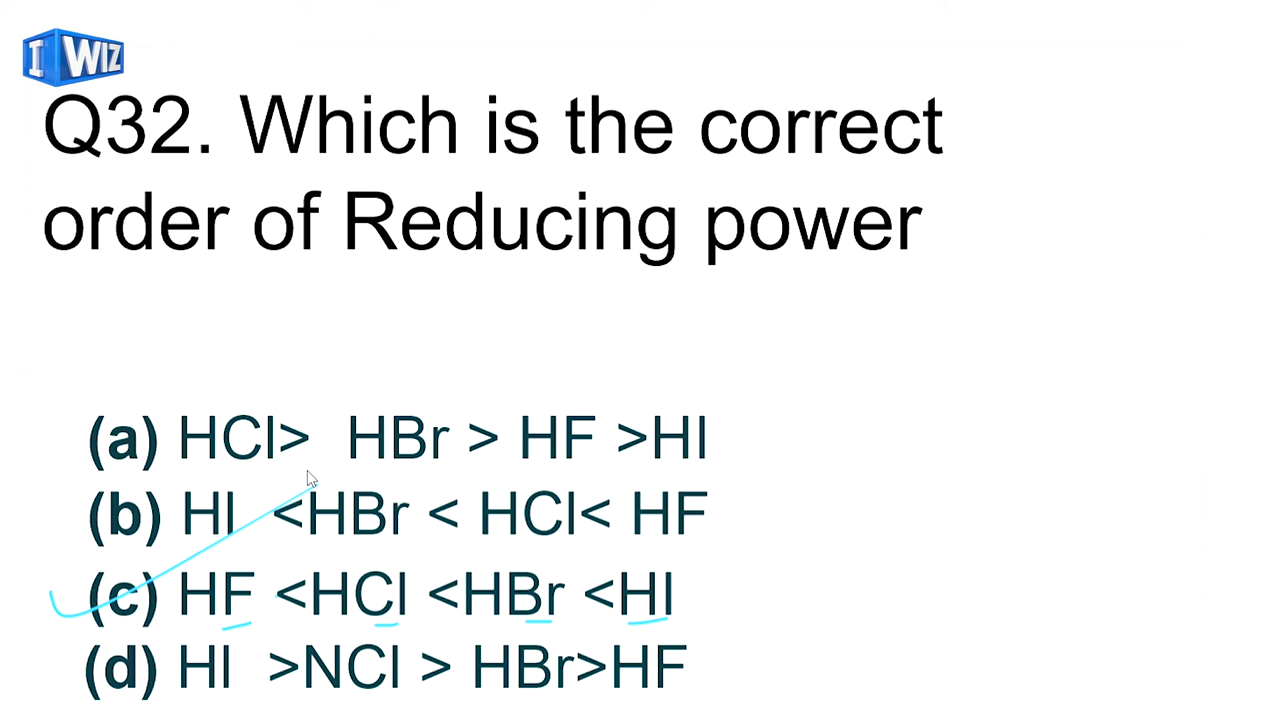 I WIZ
Q32. Which is the correct
order of Reducing power
(a) HCl>  HBr > HF >HI
(b) HI  <HBr < HCl< HF
(c) HF <HCl <HBr <HI
(d) HI  >NCl > HBr>HF